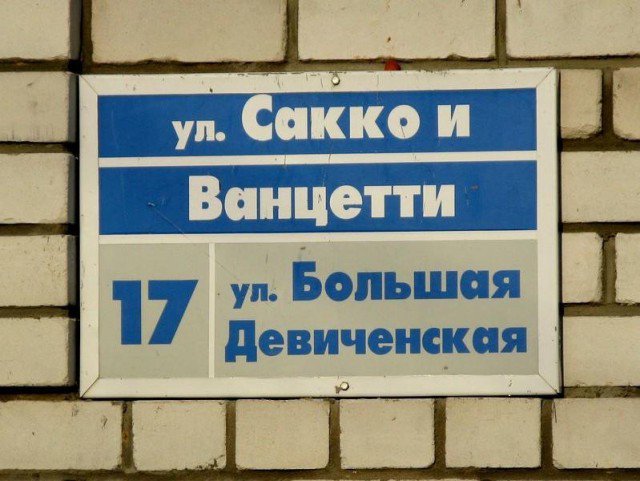 ул. Сакко и
Ванцетти
17
ул. Большая
Девиченская